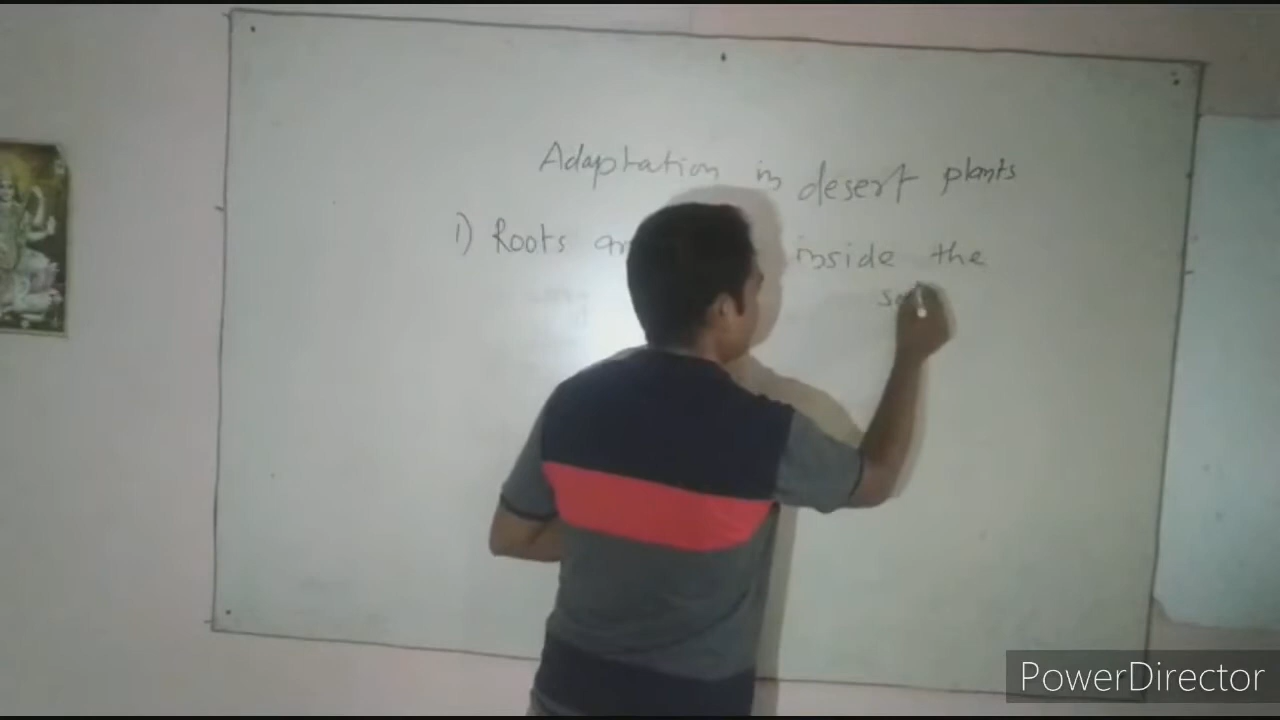 Adaptation in desert plants
1) Roots inside the
PowerDirector